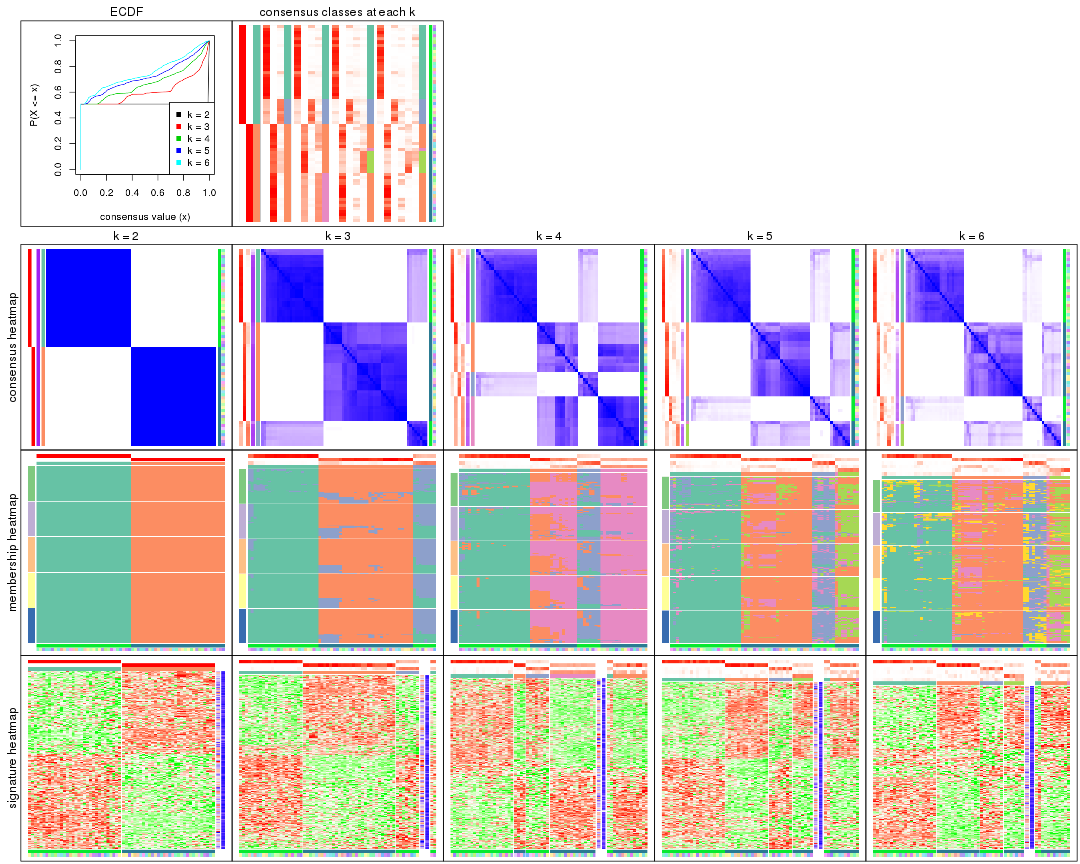 ECDF
consensus classes at each k
P(X <= x)
0.0
0.2
0.4
0.6
0.8
1.0
k = 2
k = 3
k = 4
k = 5
k = 6
0.0 0.2 0.4 0.6 0.8 1.0
consensus value (x)
k = 2
k = 3
k = 4
k = 5
k = 6
consensus heatmap
membership heatmap
signature heatmap